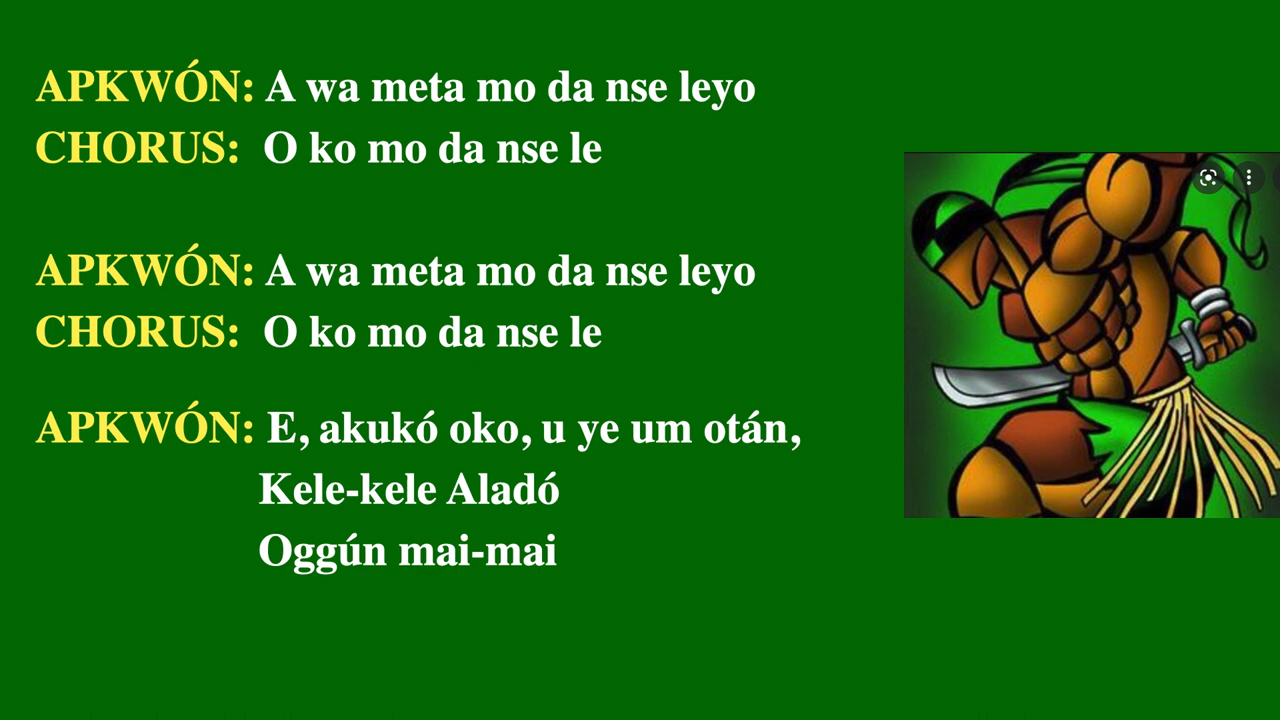 APKWÓN: A wa meta mo da nse leyo
CHORUS: O ko mo da nse le
APKWÓN: A wa meta mo da nse leyo
CHORUS: O ko mo da nse le
APKWÓN: E, akukó oko, u ye um otán,
Kele-kele Aladó
Oggún mai-mai